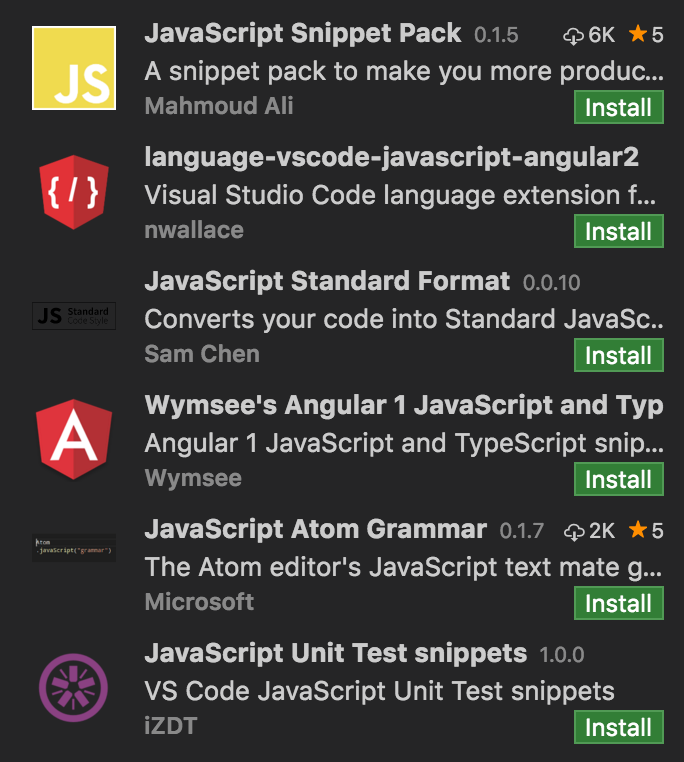 JavaScript Snippet Pack 0.1.5 6K 5
JS
A snippet pack to make you more produc...
Mahmoud Ali Install
language-vscode-javascript-angular2
{/}
Visual Studio Code language extension f...
nwallace Install
JavaScript Standard Format 0.0.10
JS Standard
Code Style
Converts your code into Standard JavaSc..
Sam Chen Install
Wymsee's Angular 1 JavaScript and Typ
A
Angular 1 JavaScript and TypeScript snip...
Wymsee Install
JavaScript Atom Grammar 0.1.7 2K 5
Atom
.javaScript("grammar")
The Atom editor's JavaScript text mate g...
Microsoft Install
JavaScript Unit Test snippets 1.0.0
VS Code JavaScript Unit Test snippets
iZDT Install